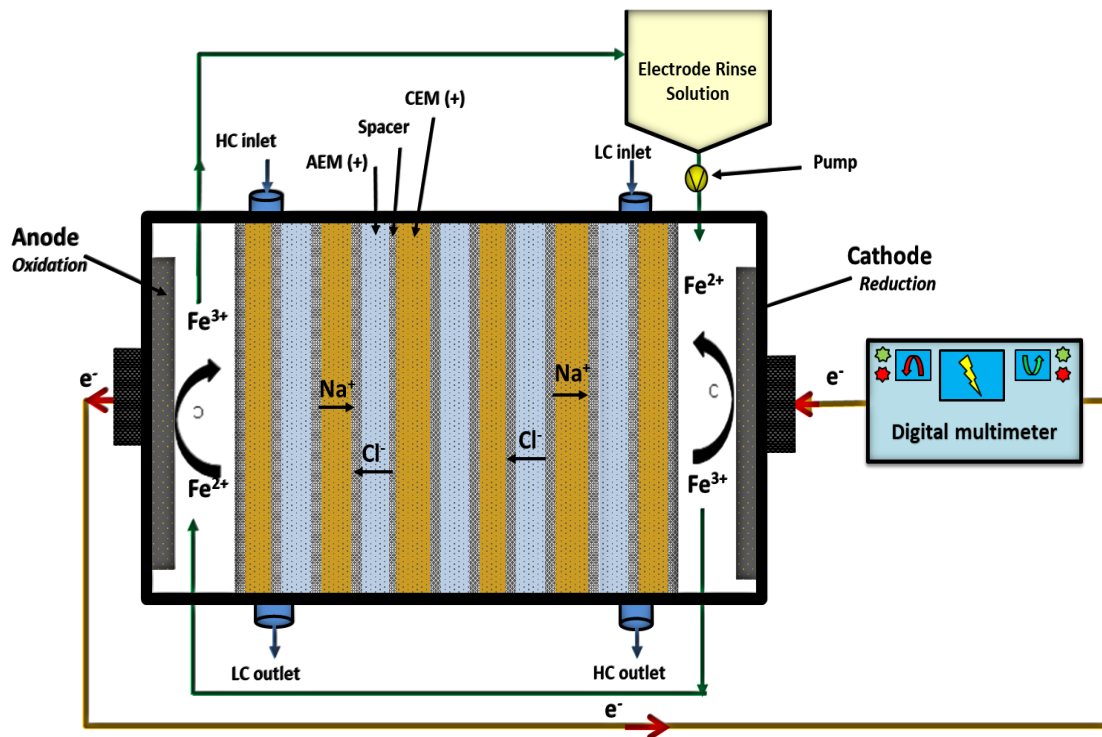 Electrode Rinse
Solution
CEM (+)
Spacer
HC inlet
AEM (+)
LC inlet
Pump
Anode
Oxidation
Cathode
Reduction
Fe³⁺
Fe²⁺
Na⁺
Na⁺
e⁻
e⁻
C
C
Digital multimeter
Cl⁻
Cl⁻
Fe²⁺
Fe³⁺
LC outlet
HC outlet
e⁻